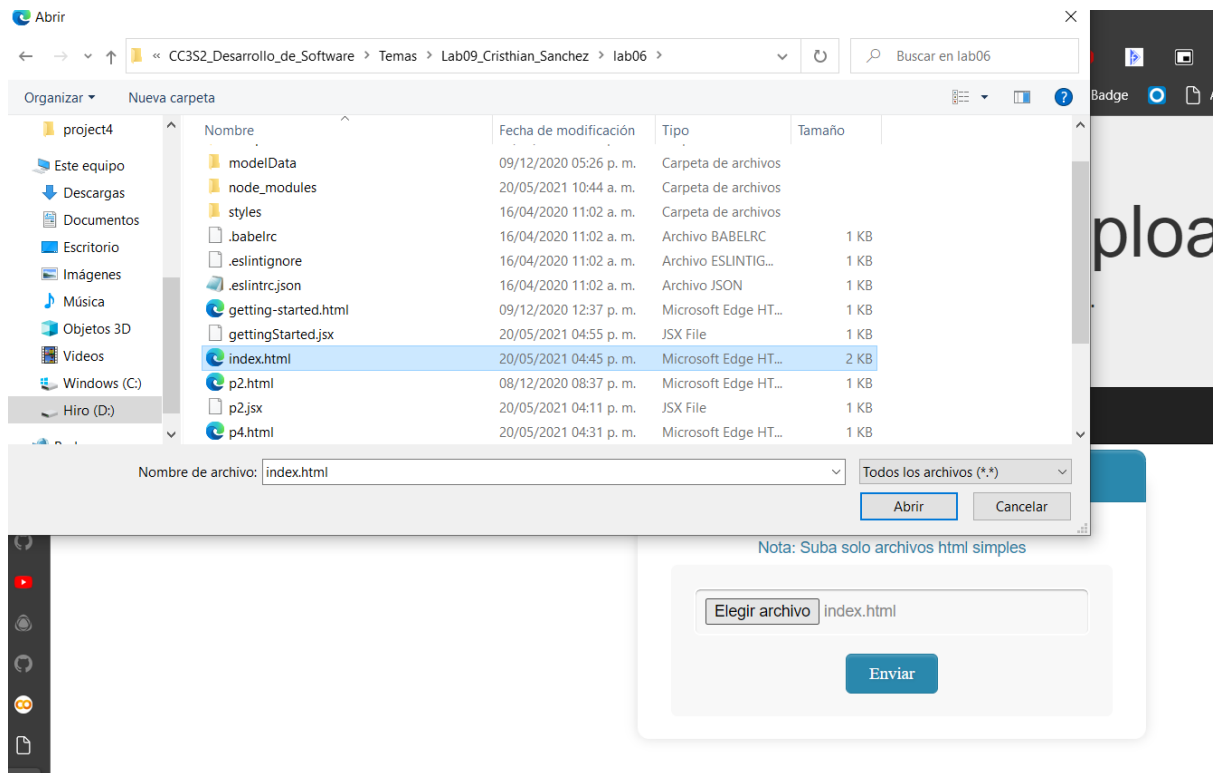 Abrir
« CC3S2_Desarrollo_de_Software > Temas > Lab09_Cristhian_Sanchez > lab06 >
Buscar en lab06
Organizar
Nueva carpeta
Badge
project4
Este equipo
Descargas
Documentos
Escritorio
Imágenes
Música
Objetos 3D
Videos
Windows (C:)
Hiro (D:)
Nombre Fecha de modificación Tipo Tamaño
modelData 09/12/2020 05:26 p. m. Carpeta de archivos
node_modules 20/05/2021 10:44 a. m. Carpeta de archivos
styles 16/04/2020 11:02 a. m. Carpeta de archivos
.babelrc 16/04/2020 11:02 a. m. Archivo BABELRC 1 KB
.eslintignore 16/04/2020 11:02 a. m. Archivo ESLINTIG... 1 KB
.eslintrc.json 16/04/2020 11:02 a. m. Archivo JSON 1 KB
getting-started.html 09/12/2020 12:37 p. m. Microsoft Edge HT... 1 KB
gettingStarted.jsx 20/05/2021 04:55 p. m. JSX File 1 KB
index.html 20/05/2021 04:45 p. m. Microsoft Edge HT... 2 KB
p2.html 08/12/2020 08:37 p. m. Microsoft Edge HT... 1 KB
p2.jsx 20/05/2021 04:11 p. m. JSX File 1 KB
p4.html 20/05/2021 04:31 p. m. Microsoft Edge HT... 1 KB
ploa
Nombre de archivo: index.html
Todos los archivos (*.*)
Abrir
Cancelar
Nota: Suba solo archivos html simples
Elegir archivo index.html
Enviar